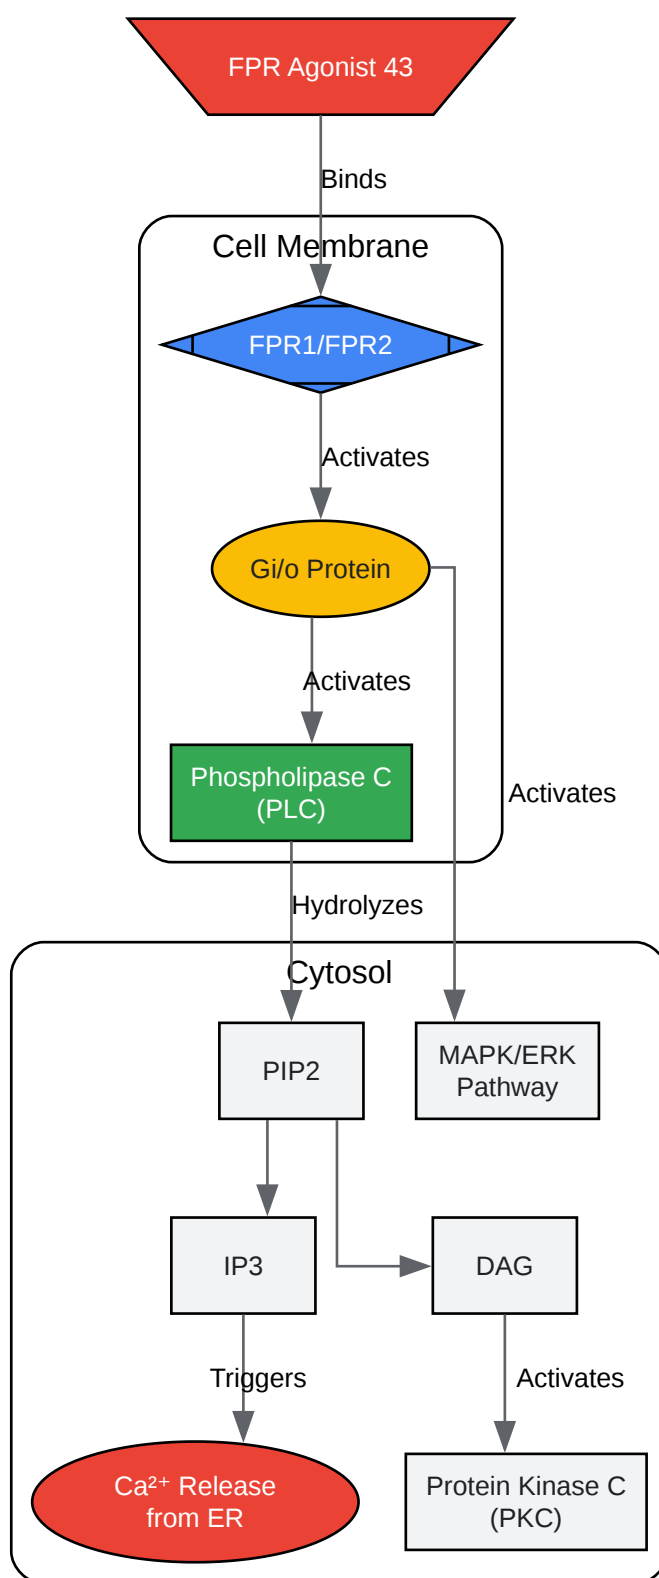 FPR Agonist 43
Binds
Cell Membrane
FPR1/FPR2
Activates
Gi/o Protein
Activates
Phospholipase C
(PLC)
Activates
Hydrolyzes
Cytosol
PIP2
MAPK/ERK
Pathway
IP3
DAG
Triggers
Activates
Ca²⁺ Release
from ER
Protein Kinase C
(PKC)